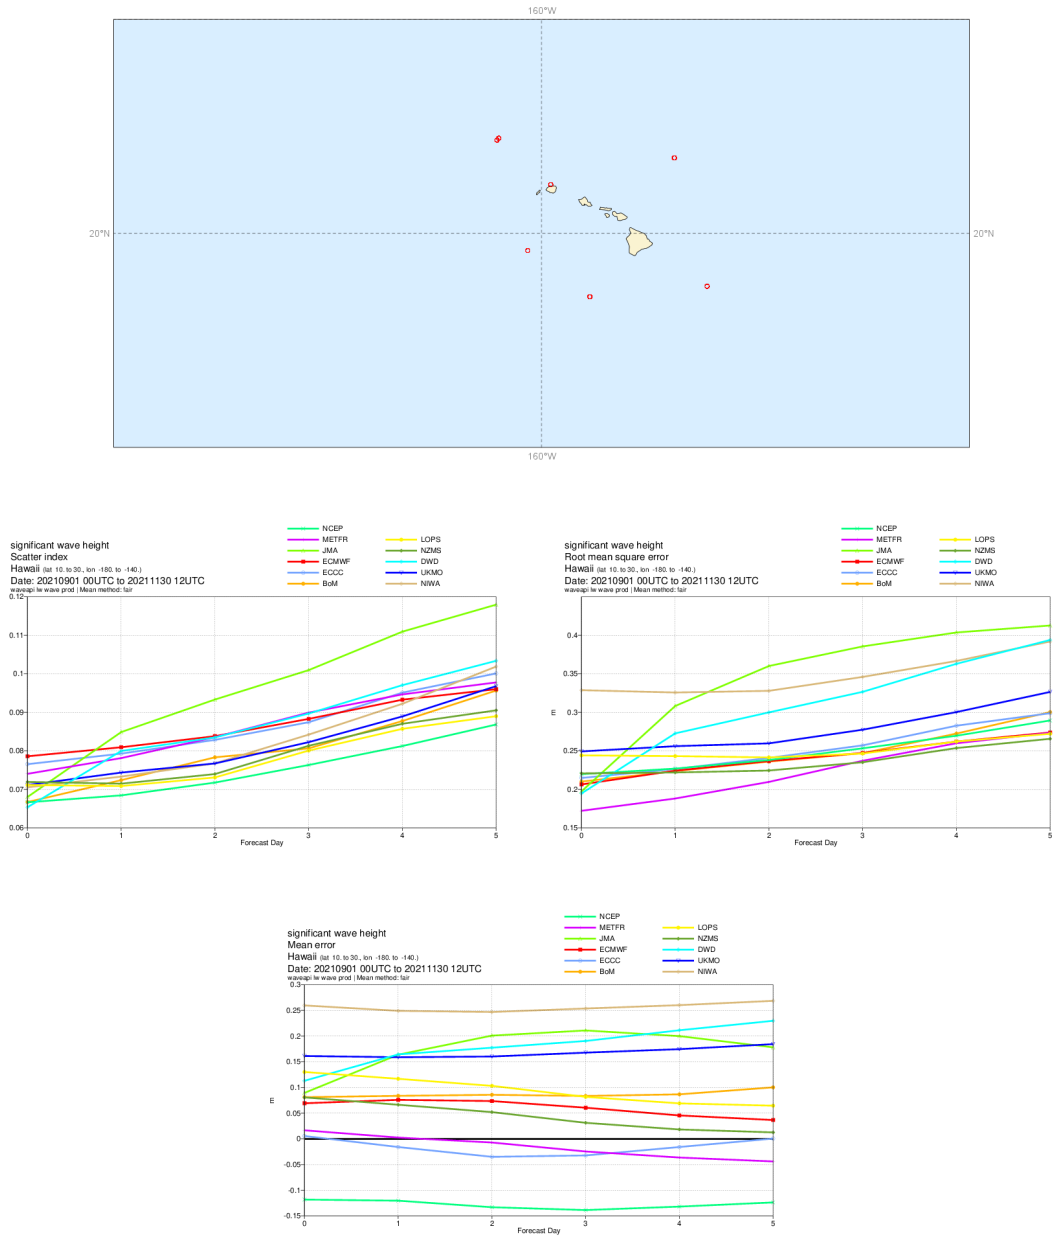 160°W
20°N
20°N
160°W
significant wave height
Scatter index
Hawaii (lat 10. to 30., lon -180. to -140.)
Date: 20210901 00UTC to 20211130 12UTC
waveapi lw wave prod | Mean method: fair
NCEP
METFR
JMA
ECMWF
ECCC
BoM
LOPS
NZMS
DWD
UKMO
NIWA
0.12
0.11
0.1
0.09
0.08
0.07
0.06
0 1 2 3 4 5
Forecast Day
significant wave height
Root mean square error
Hawaii (lat 10. to 30., lon -180. to -140.)
Date: 20210901 00UTC to 20211130 12UTC
waveapi lw wave prod | Mean method: fair
NCEP
METFR
JMA
ECMWF
ECCC
BoM
LOPS
NZMS
DWD
UKMO
NIWA
0.4
0.35
0.3
0.25
0.2
0.15
m
0 1 2 3 4 5
Forecast Day
significant wave height
Mean error
Hawaii (lat 10. to 30., lon -180. to -140.)
Date: 20210901 00UTC to 20211130 12UTC
waveapi lw wave prod | Mean method: fair
NCEP
METFR
JMA
ECMWF
ECCC
BoM
LOPS
NZMS
DWD
UKMO
NIWA
0.3
0.25
0.2
0.15
0.1
0.05
0
-0.05
-0.1
-0.15
m
0 1 2 3 4 5
Forecast Day